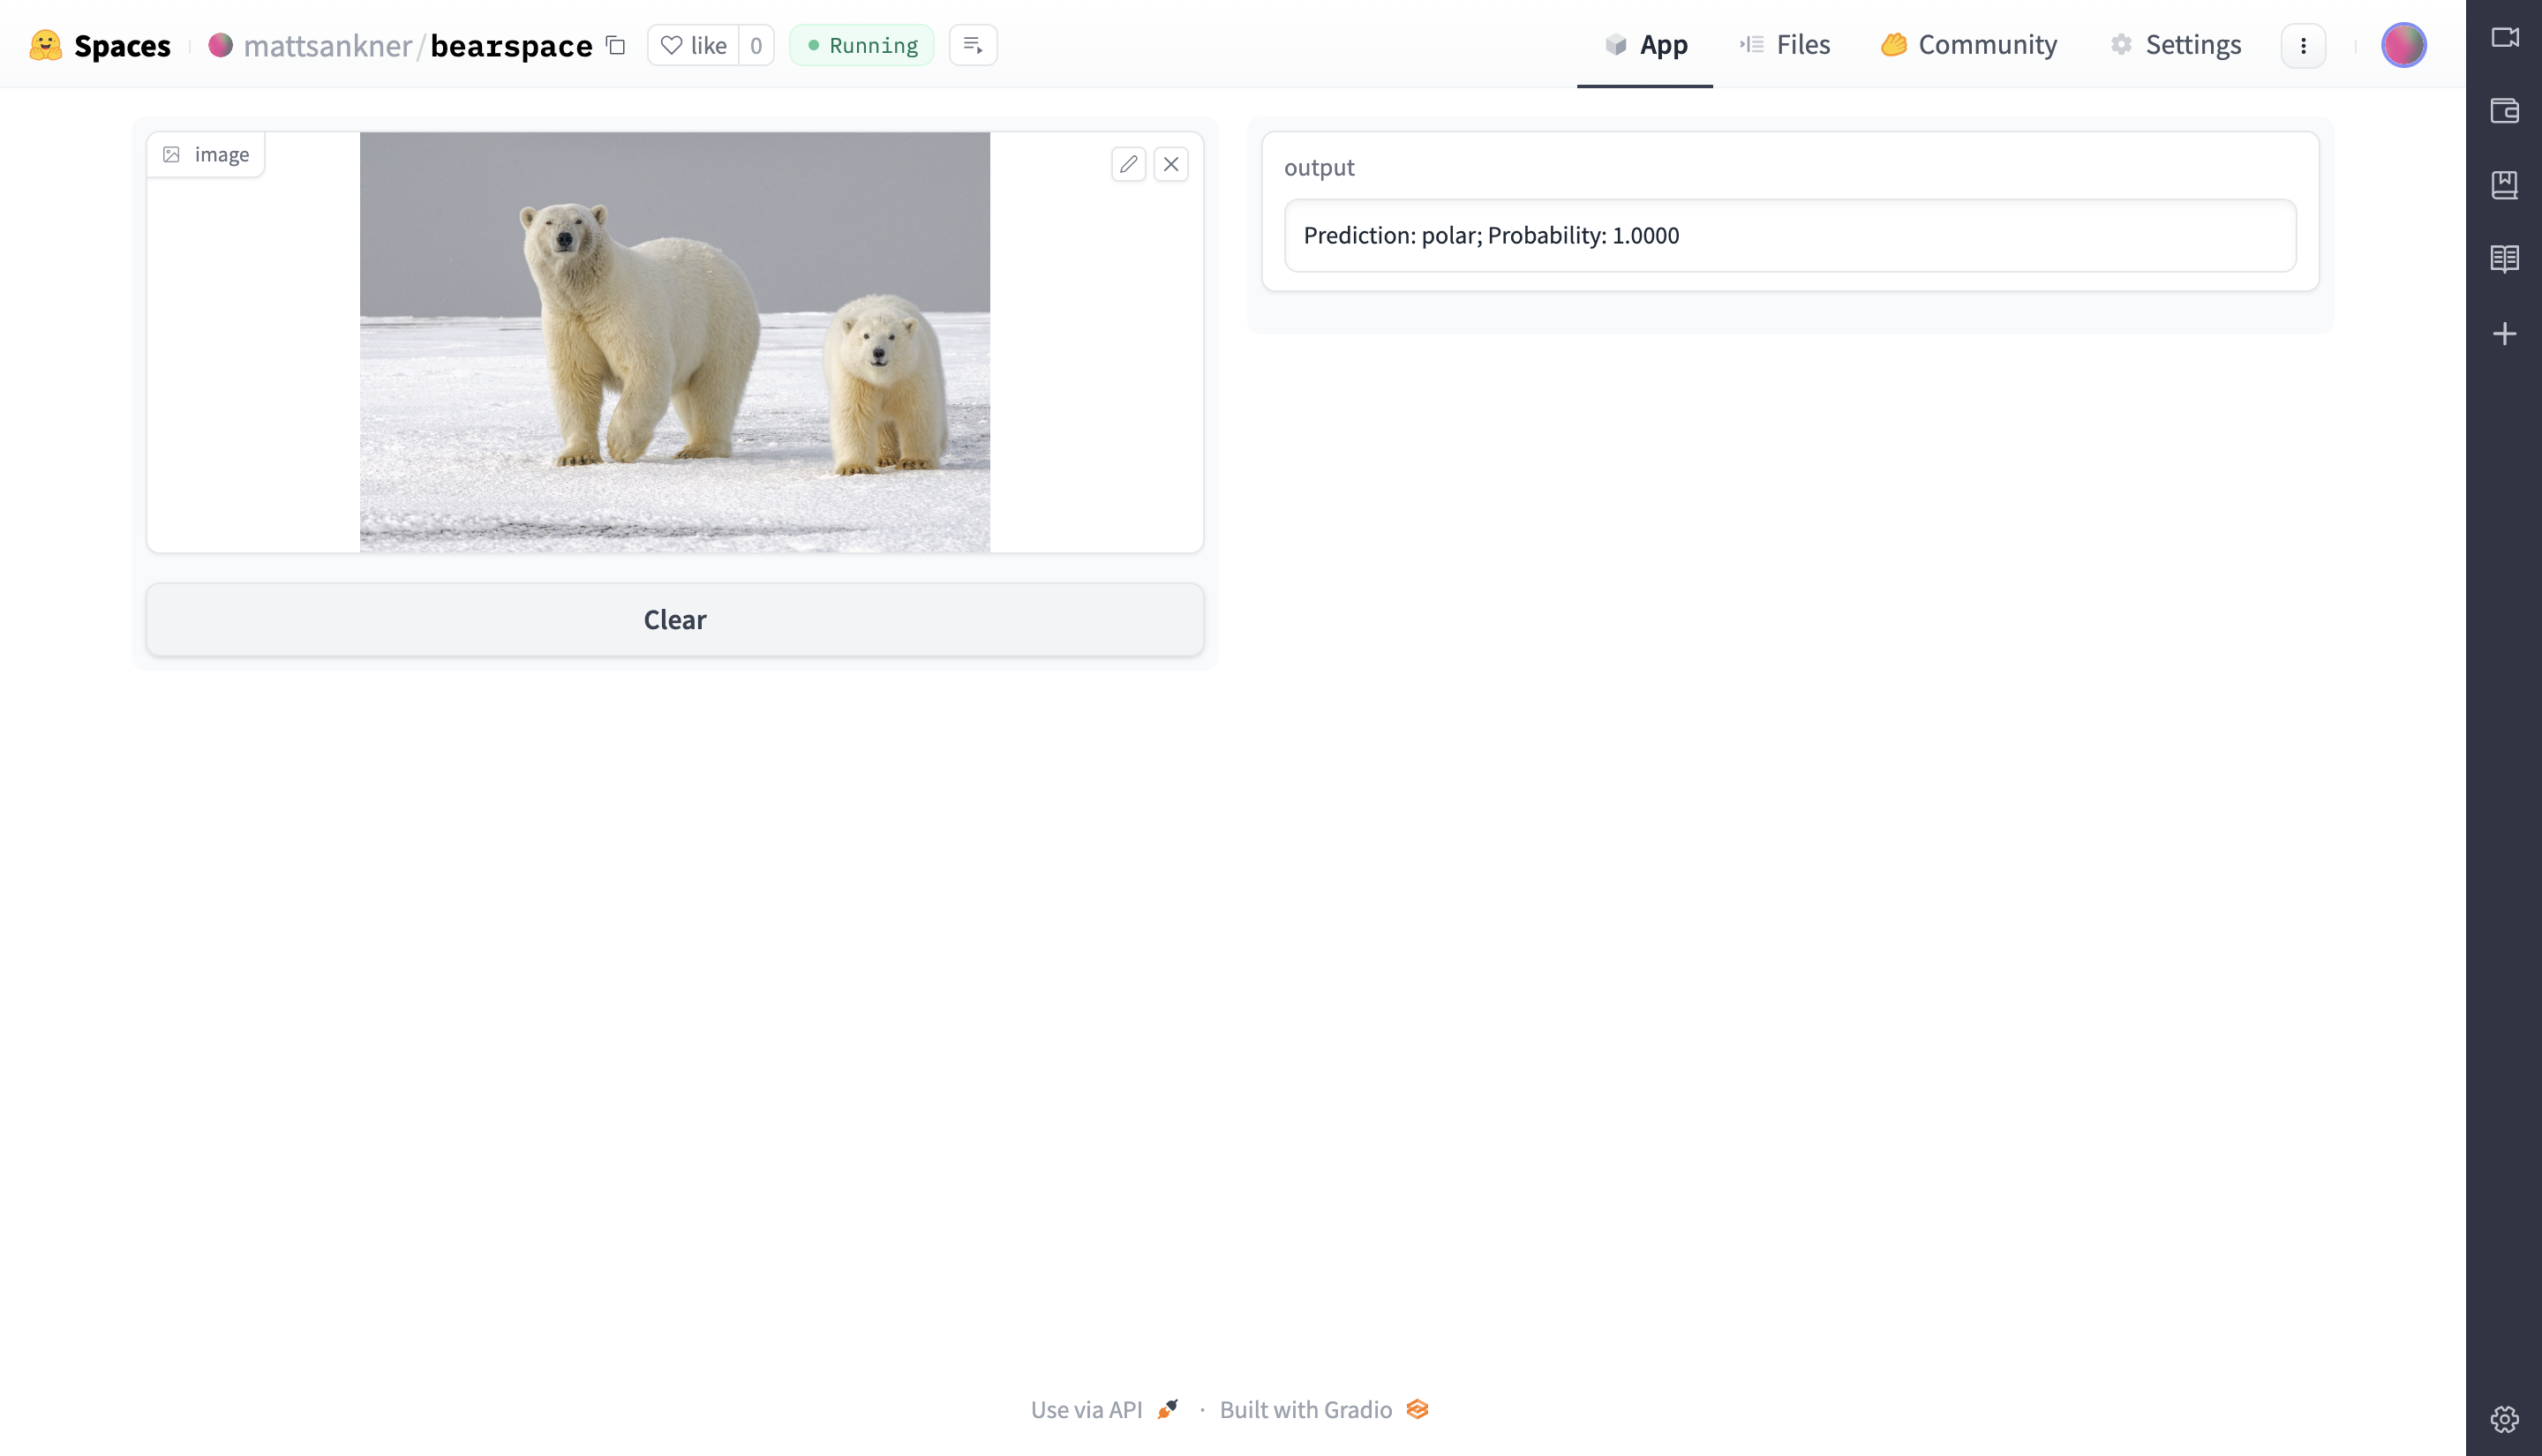 Spaces mattsankner/bearspace like 0 Running App Files Community Settings
image
output
Prediction: polar; Probability: 1.0000
Clear
Use via API · Built with Gradio